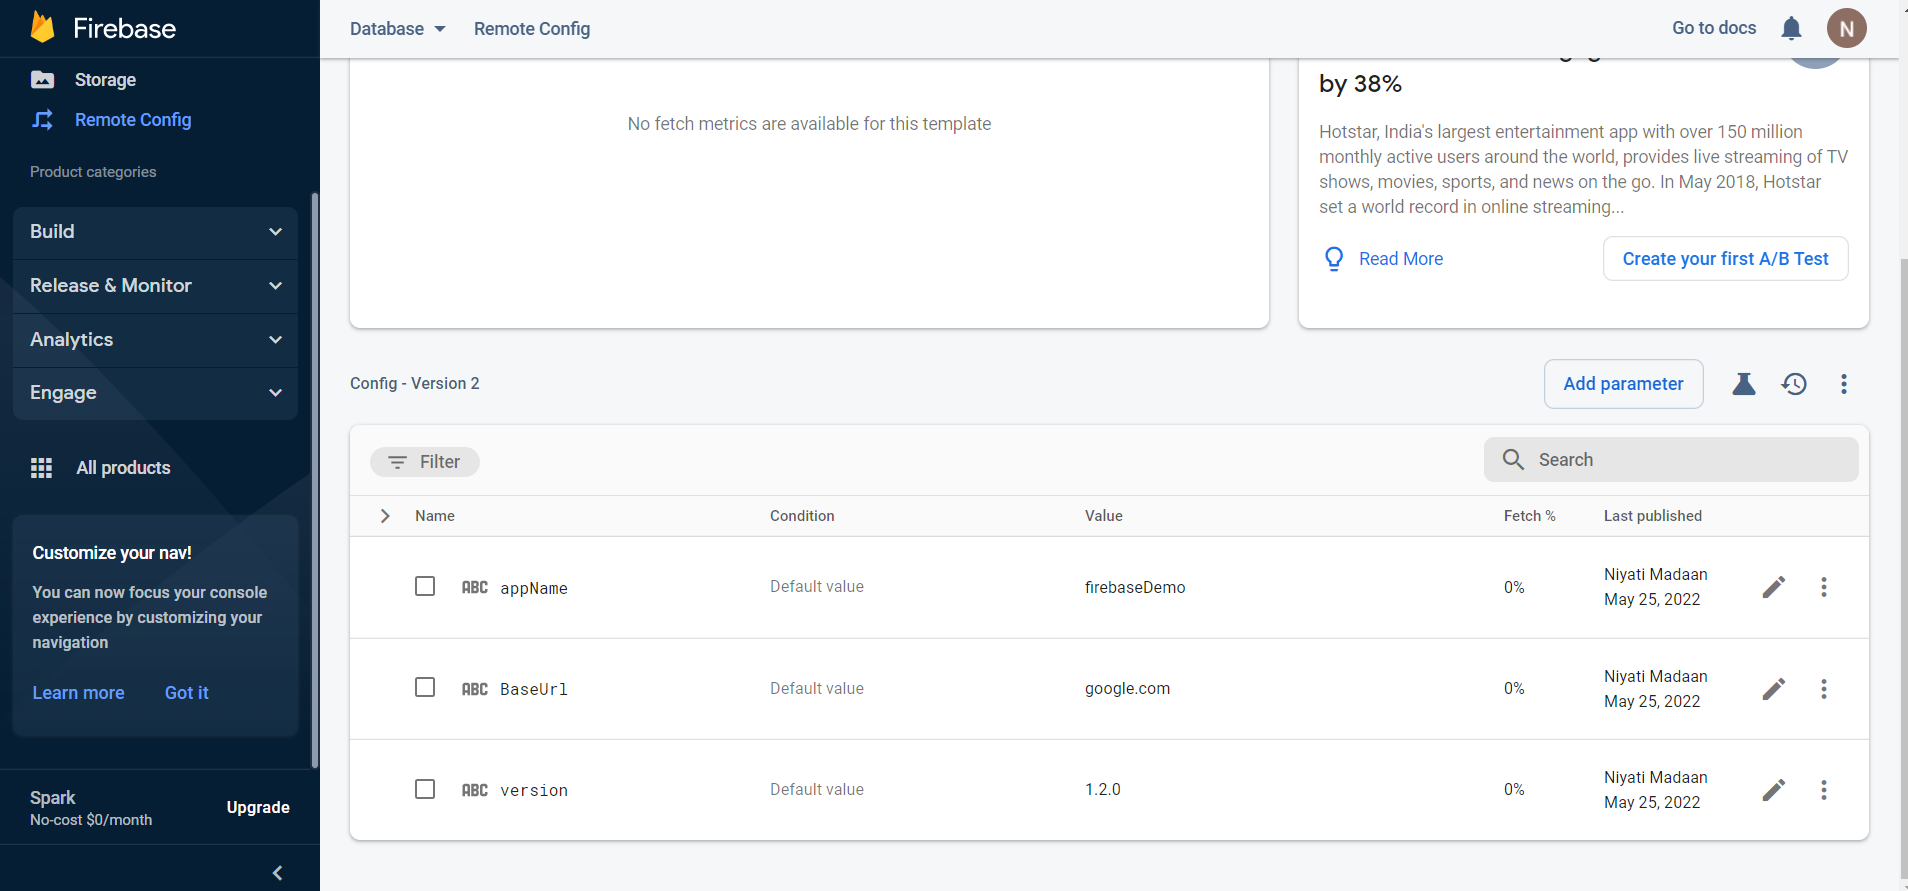 Firebase
Database
Remote Config
Go to docs
N
Storage
Remote Config
Product categories
Build
Release & Monitor
Analytics
Engage
All products
Customize your nav!
You can now focus your console
experience by customizing your
navigation
Learn more
Got it
Spark
No-cost $0/month
Upgrade
No fetch metrics are available for this template
by 38%
Hotstar, India's largest entertainment app with over 150 million
monthly active users around the world, provides live streaming of TV
shows, movies, sports, and news on the go. In May 2018, Hotstar
set a world record in online streaming...
Read More
Create your first A/B Test
Config - Version 2
Add parameter
Filter
Search
Name Condition Value Fetch % Last published
ABC appName Default value firebaseDemo 0% Niyati Madaan
May 25, 2022
ABC BaseUrl Default value google.com 0% Niyati Madaan
May 25, 2022
ABC version Default value 1.2.0 0% Niyati Madaan
May 25, 2022